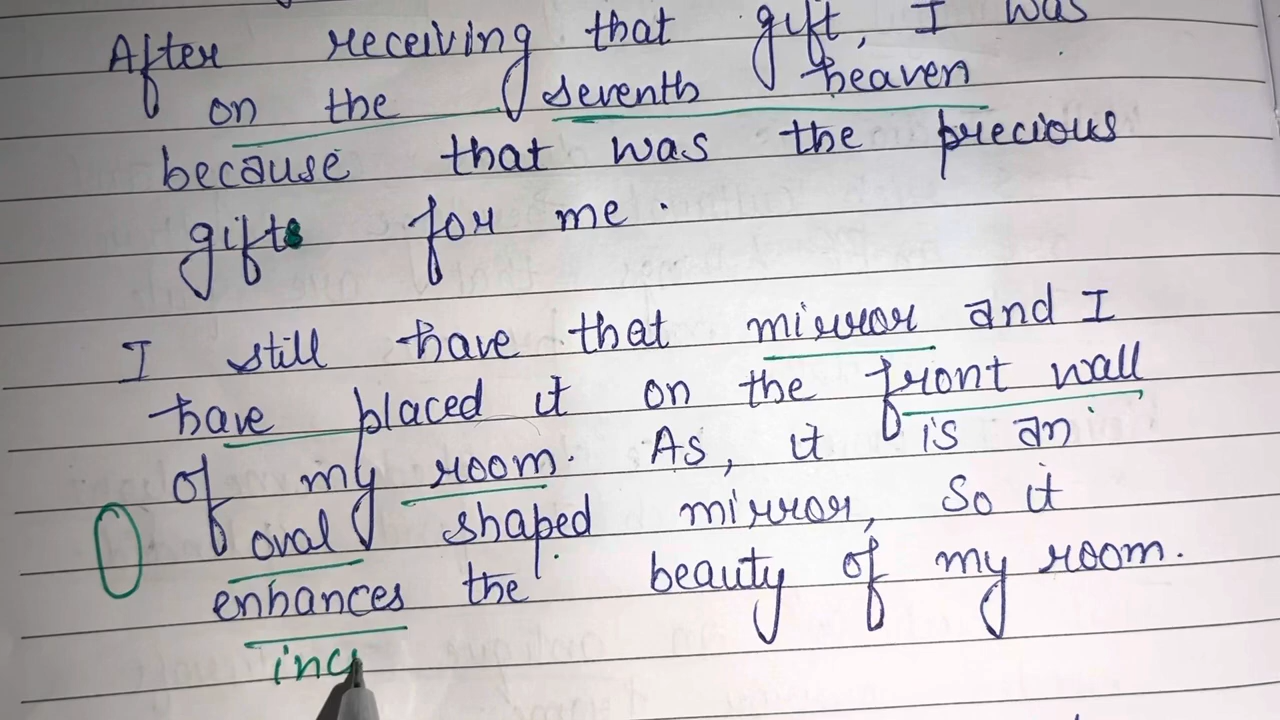 After receiving that gift, I was
on the seventh heaven
because that was the precious
gifts for me.
I still have that mirror and I
have placed it on the front wall
of my room. As, it is an
oval shaped mirror, So it
enhances the beauty of my room.
inc